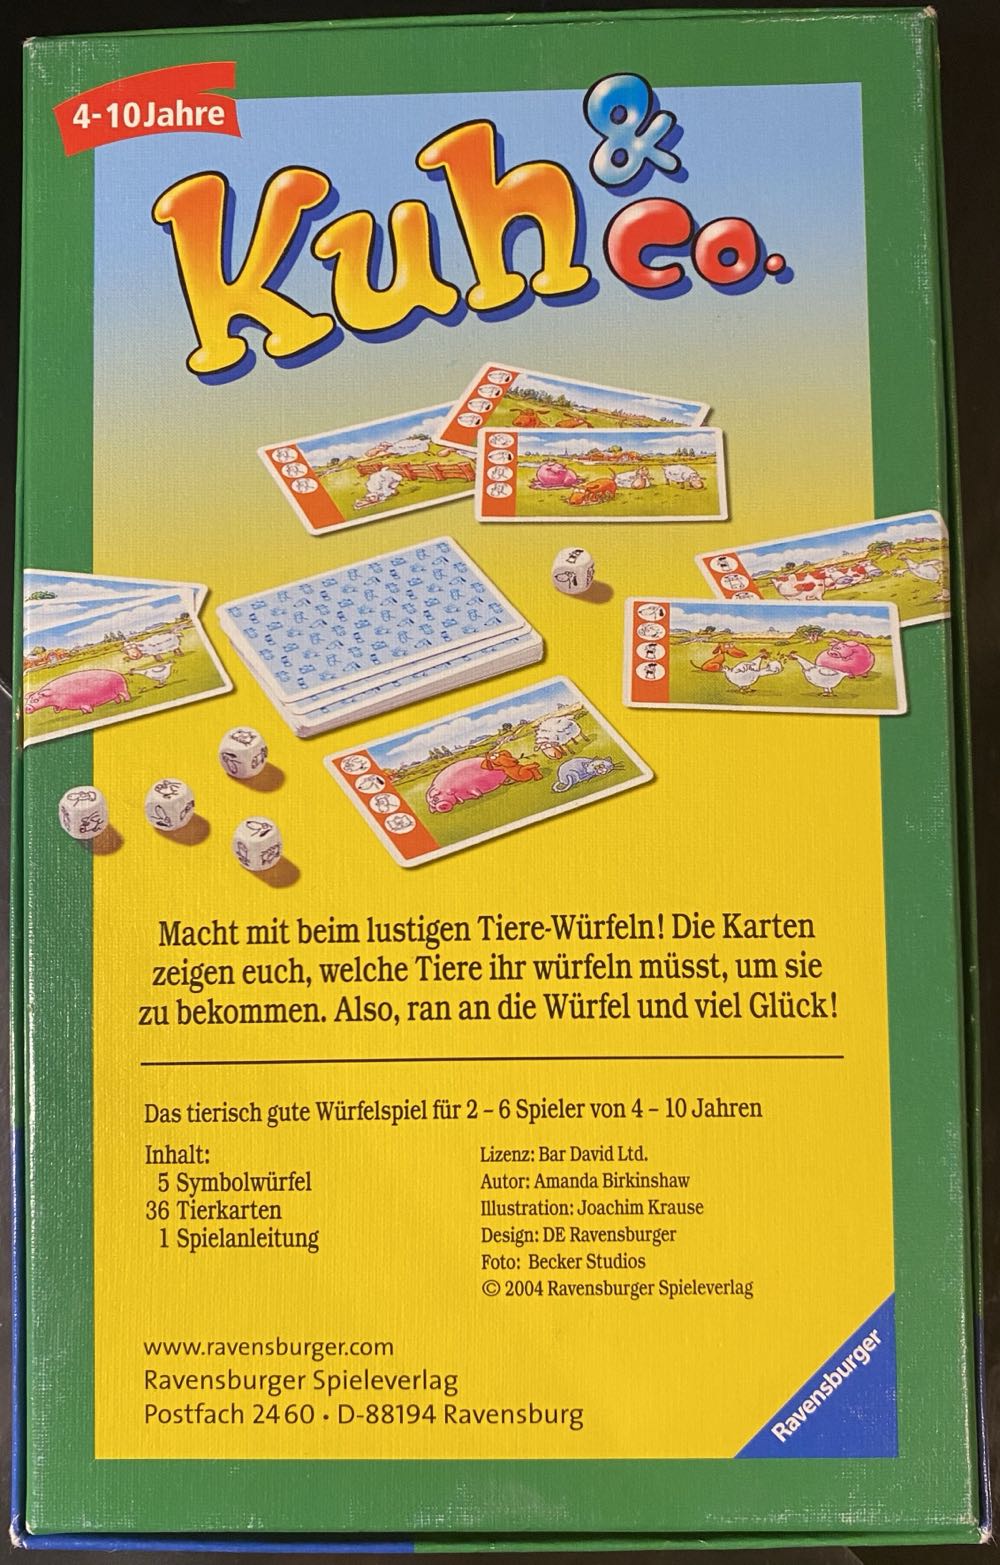 4-10 Jahre
Kuh & Co.
Macht mit beim lustigen Tiere-Würfeln! Die Karten
zeigen euch, welche Tiere ihr würfeln müsst, um sie
zu bekommen. Also, ran an die Würfel und viel Glück!
Das tierisch gute Würfelspiel für 2 – 6 Spieler von 4 – 10 Jahren
Inhalt:
5 Symbolwürfel
36 Tierkarten
1 Spielanleitung
Lizenz: Bar David Ltd.
Autor: Amanda Birkinshaw
Illustration: Joachim Krause
Design: DE Ravensburger
Foto: Becker Studios
© 2004 Ravensburger Spieleverlag
www.ravensburger.com
Ravensburger Spieleverlag
Postfach 24 60 • D-88194 Ravensburg
Ravensburger